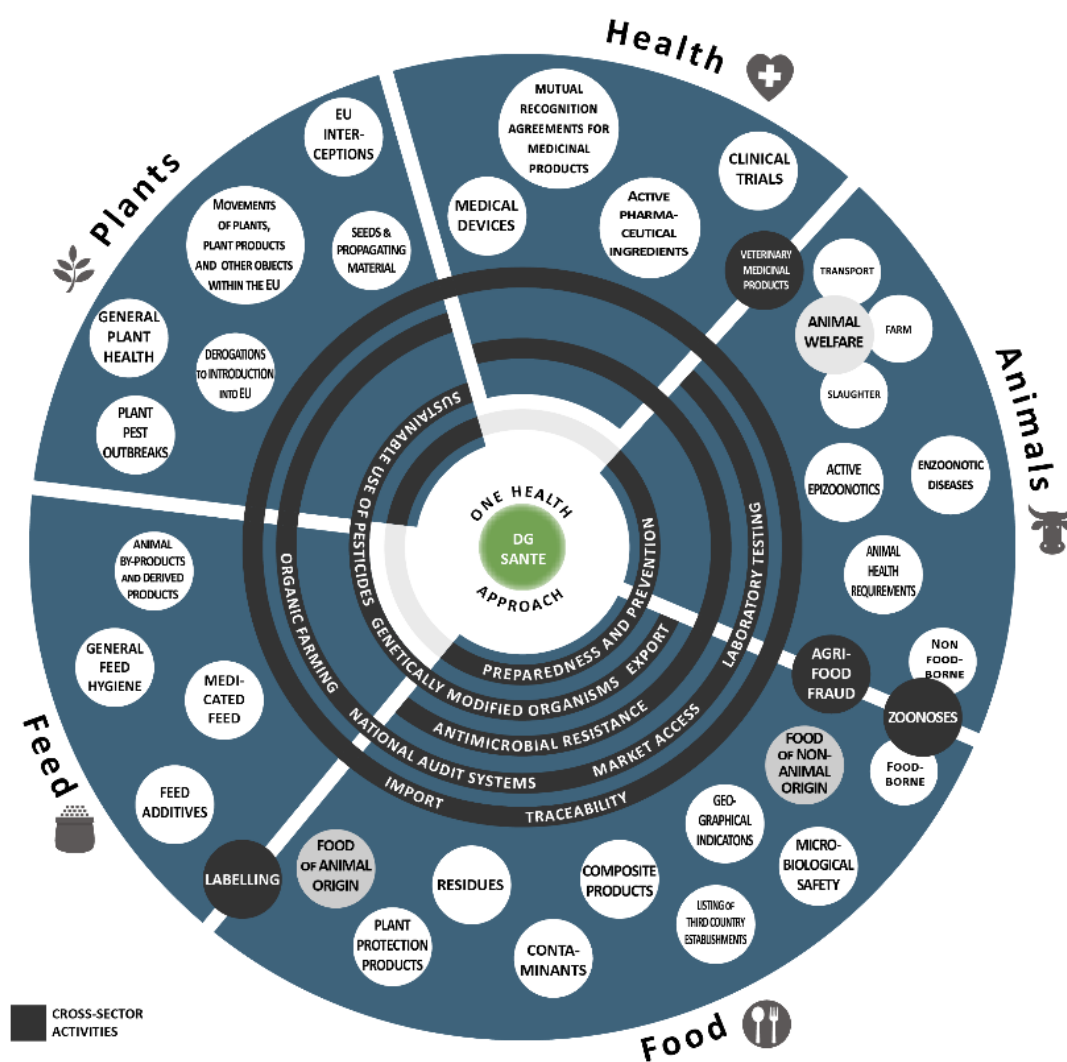 Health
MUTUAL
RECOGNITION
AGREEMENTS FOR
MEDICINAL
PRODUCTS
CLINICAL
TRIALS
MEDICAL
DEVICES
ACTIVE
PHARMA-
CEUTICAL
INGREDIENTS
VETERINARY
MEDICINAL
PRODUCTS
Plants
EU
INTER-
CEPTIONS
MOVEMENTS
OF PLANTS,
PLANT PRODUCTS
AND OTHER OBJECTS
WITHIN THE EU
SEEDS &
PROPAGATING
MATERIAL
GENERAL
PLANT
HEALTH
DEROGATIONS
TO INTRODUCTION
INTO EU
PLANT
PEST
OUTBREAKS
Animals
TRANSPORT
ANIMAL
WELFARE
FARM
SLAUGHTER
ACTIVE
EPIZOONOTICS
ENZOONOTIC
DISEASES
ANIMAL
HEALTH
REQUIREMENTS
NON
FOOD-
BORNE
AGRI-
FOOD
FRAUD
ZOONOSES
FOOD-
BORNE
Feed
ANIMAL
BY-PRODUCTS
AND DERIVED
PRODUCTS
GENERAL
FEED
HYGIENE
MEDI-
CATED
FEED
FEED
ADDITIVES
LABELLING
Food
FOOD
OF ANIMAL
ORIGIN
RESIDUES
PLANT
PROTECTION
PRODUCTS
CONTA-
MINANTS
COMPOSITE
PRODUCTS
GEO-
GRAPHICAL
INDICATONS
LISTING OF
THIRD COUNTRY
ESTABLISHMENTS
MICRO-
BIOLOGICAL
SAFETY
FOOD
OF NON-
ANIMAL
ORIGIN
SUSTAINABLE USE OF PESTICIDES
GENETICALLY MODIFIED ORGANISMS
EXPORT
PREPAREDNESS AND PREVENTION
ANTIMICROBIAL RESISTANCE
ORGANIC FARMING
NATIONAL AUDIT SYSTEMS
MARKET ACCESS
LABORATORY TESTING
IMPORT
TRACEABILITY
ONE HEALTH
DG
SANTE
APPROACH
CROSS-SECTOR
ACTIVITIES